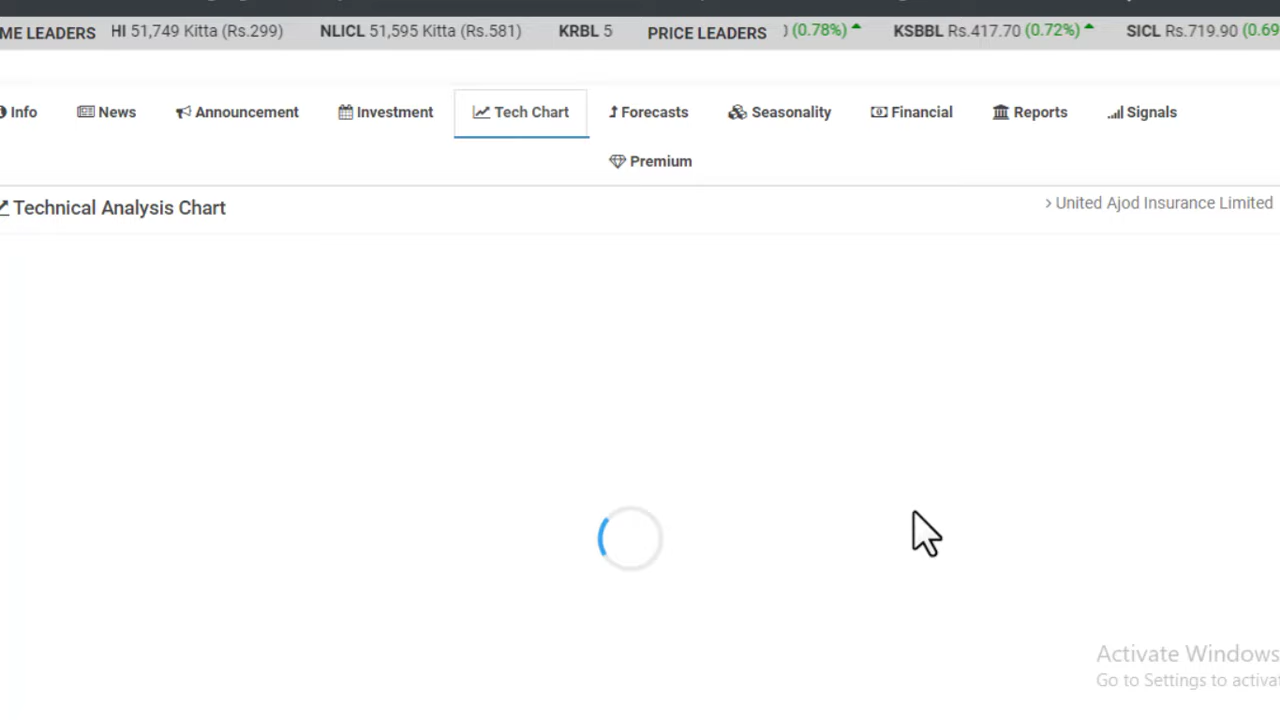 ME LEADERS HI 51,749 Kitta (Rs.299) NLICL 51,595 Kitta (Rs.581) KRBL 5 PRICE LEADERS ) (0.78%) KSBBL Rs.417.70 (0.72%) SICL Rs.719.90 (0.69
Info News Announcement Investment Tech Chart Forecasts Seasonality Financial Reports Signals
Premium
Technical Analysis Chart
> United Ajod Insurance Limited
Activate Windows
Go to Settings to activat